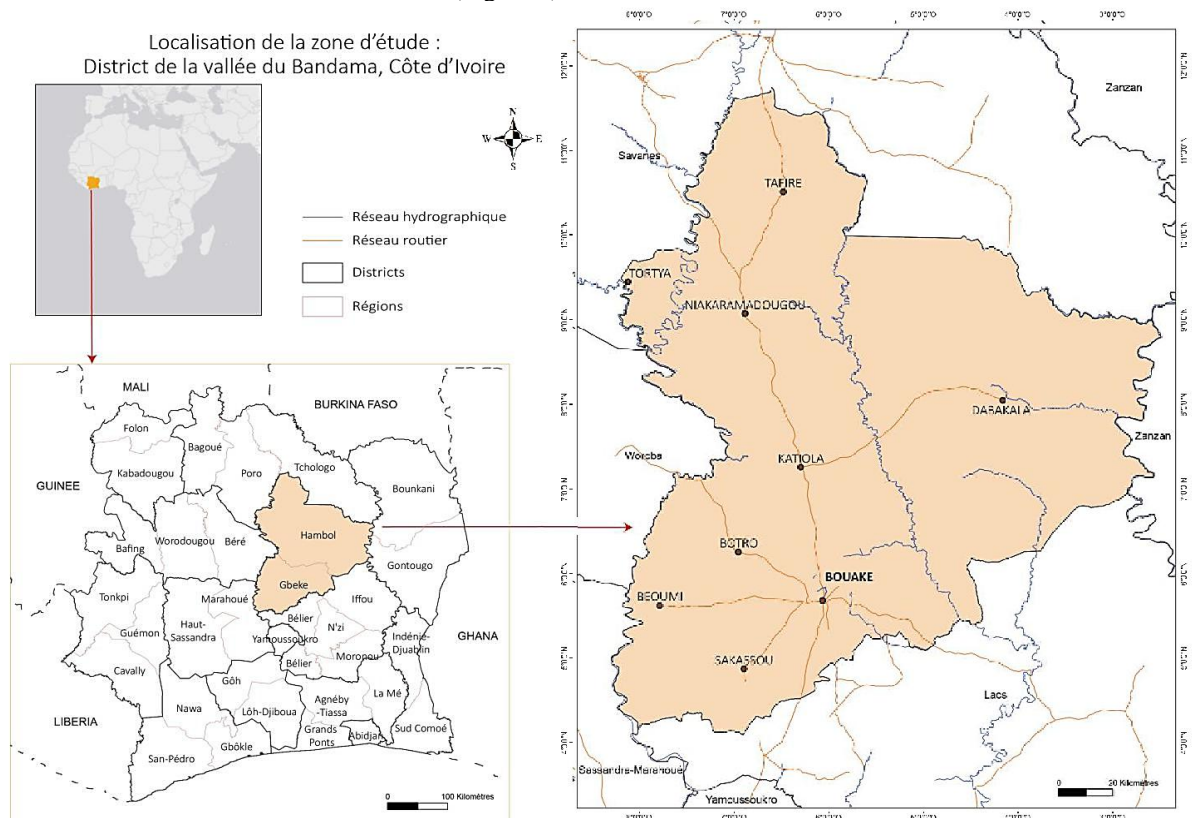 Localisation de la zone d'étude :
District de la vallée du Bandama, Côte d'Ivoire
N
W E
S
Réseau hydrographique
Réseau routier
Districts
Régions
MALI
BURKINA FASO
GUINEE
LIBERIA
GHANA
Folon
Kabadougou
Bagoué
Poro
Tchologo
Bounkani
Hambol
Bafing
Worodougou
Béré
Gontougo
Gbeke
Tonkpi
Marahoué
Iffou
Guémon
Haut-
Sassandra
Bélier
N'zi
Yamoussoukro
Bélier
Moronou
Indénie-
Djuablin
Cavally
Gôh
Nawa
Lôh-Djiboua
Agnéby
-Tiassa
La Mé
Grands
Ponts
Abidjan
Sud Comoé
San-Pédro
Gbôkle
0 100 Kilomètres
Zanzan
Savanes
TAFIRE
TORTYA
NIAKARAMADOUGOU
DABAKALA
Zanzan
Woroba
KATIOLA
BOTRO
BOUAKE
BEOUMI
SAKASSOU
Lacs
Sassandra-Marahoué
Yamoussoukro
0 20 Kilomètres